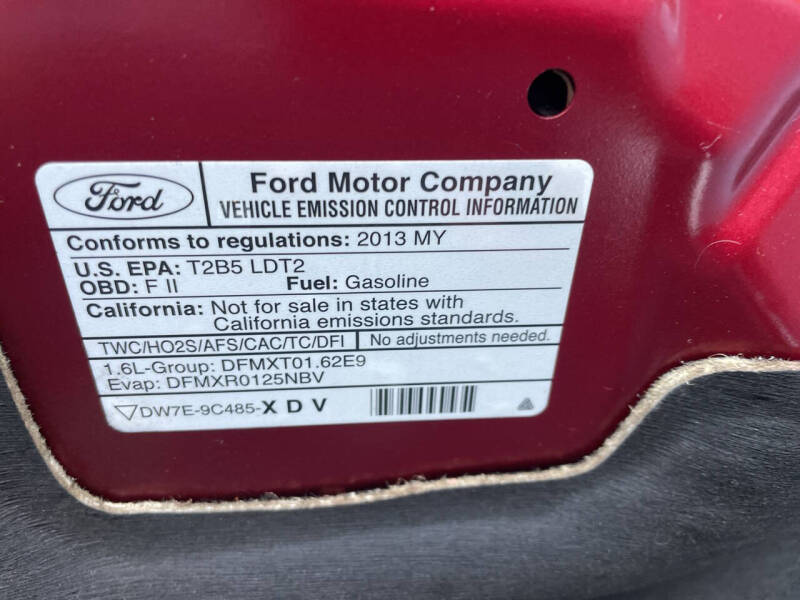 Ford
Ford Motor Company
VEHICLE EMISSION CONTROL INFORMATION
Conforms to regulations: 2013 MY
U.S. EPA: T2B5 LDT2
OBD: F II Fuel: Gasoline
California: Not for sale in states with
California emissions standards.
TWC/HO2S/AFS/CAC/TC/DFI No adjustments needed.
1.6L-Group: DFMXT01.62E9
Evap: DFMXR0125NBV
DW7E-9C485-X D V